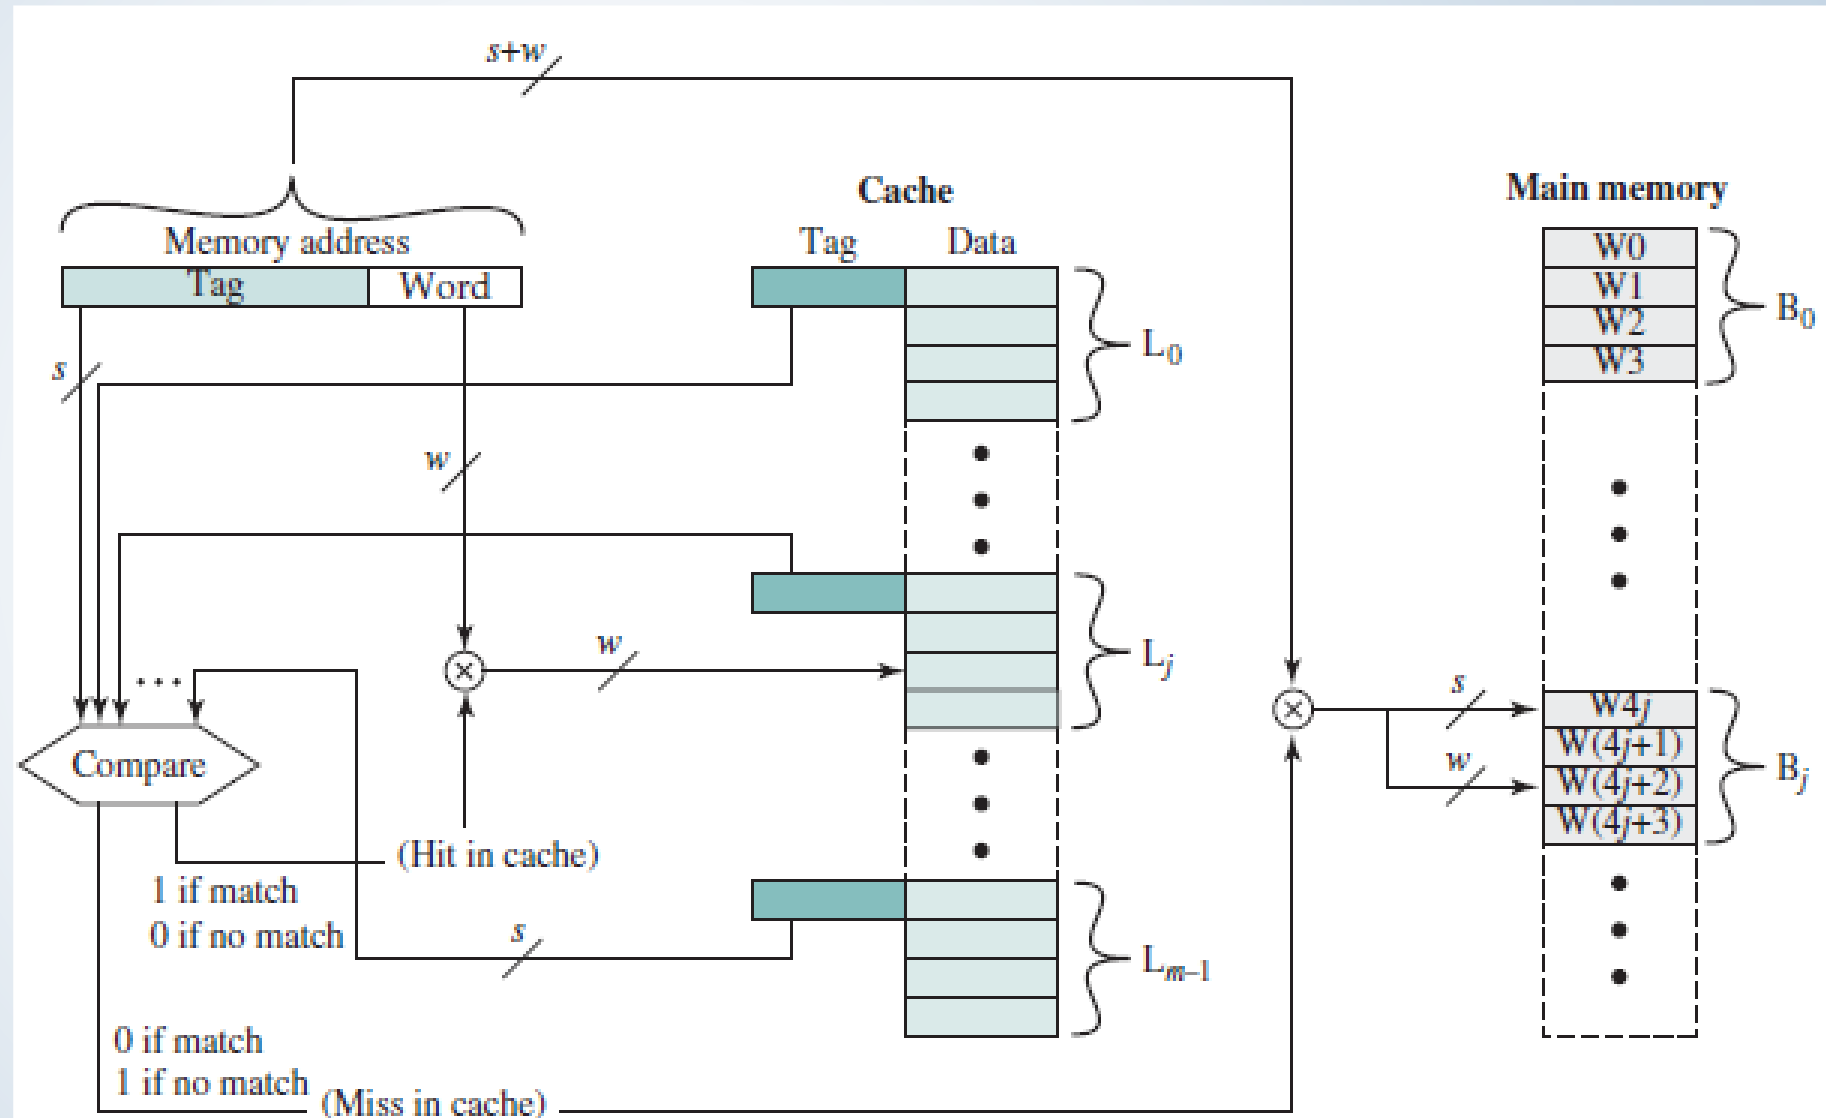 s+w
Cache
Main memory
Memory address
Tag Data
Tag Word
W0
W1
W2
W3
B0
L0
s
w
w
Lj
s
w
W4j
W(4j+1)
W(4j+2)
W(4j+3)
Bj
Compare
(Hit in cache)
1 if match
0 if no match
s
Lm–1
0 if match
1 if no match
(Miss in cache)